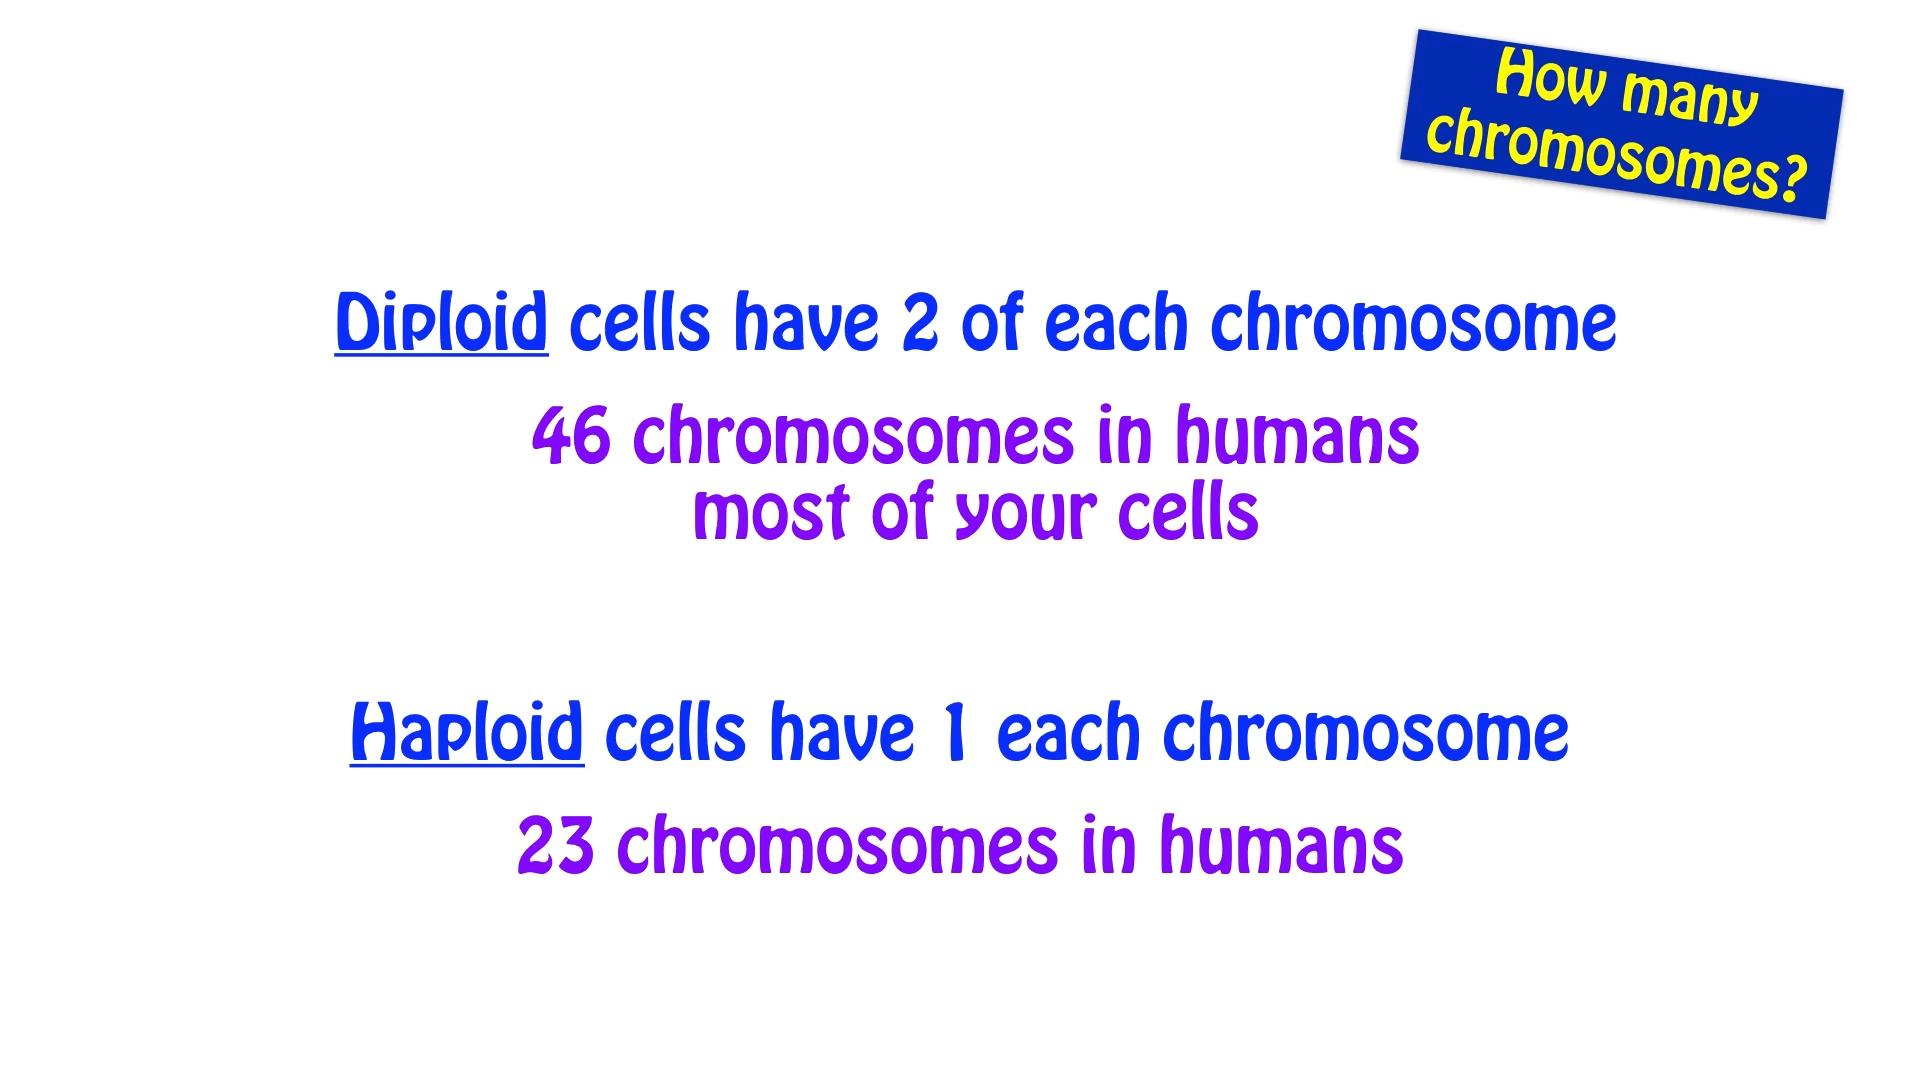 How many
chromosomes?
Diploid cells have 2 of each chromosome
46 chromosomes in humans
most of your cells
Haploid cells have 1 each chromosome
23 chromosomes in humans